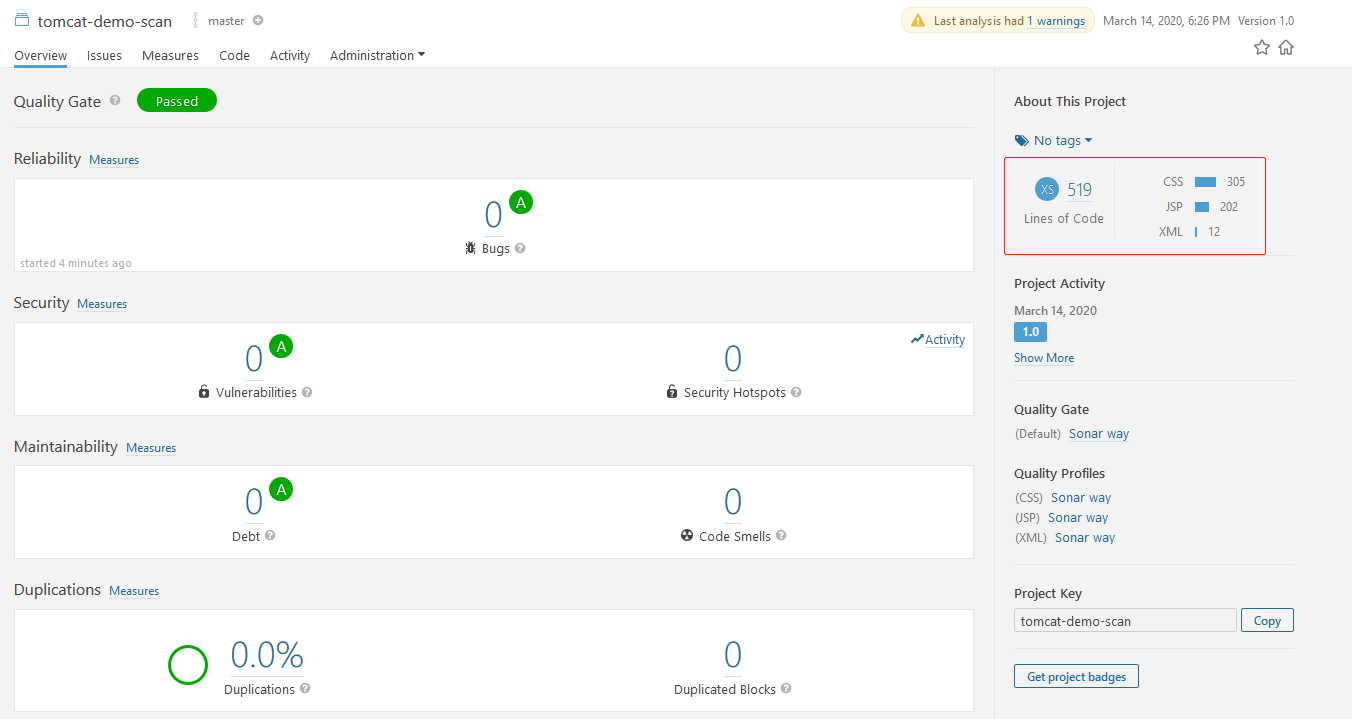 tomcat-demo-scan master
Last analysis had 1 warnings March 14, 2020, 6:26 PM Version 1.0
Overview Issues Measures Code Activity Administration
Quality Gate Passed
Reliability Measures
0 A
Bugs
started 4 minutes ago
Security Measures
0 A
Vulnerabilities
0
Security Hotspots
Activity
Maintainability Measures
0 A
Debt
0
Code Smells
Duplications Measures
0.0%
Duplications
0
Duplicated Blocks
About This Project
No tags
XS 519
Lines of Code
CSS 305
JSP 202
XML 12
Project Activity
March 14, 2020
1.0
Show More
Quality Gate
(Default) Sonar way
Quality Profiles
(CSS) Sonar way
(JSP) Sonar way
(XML) Sonar way
Project Key
tomcat-demo-scan Copy
Get project badges